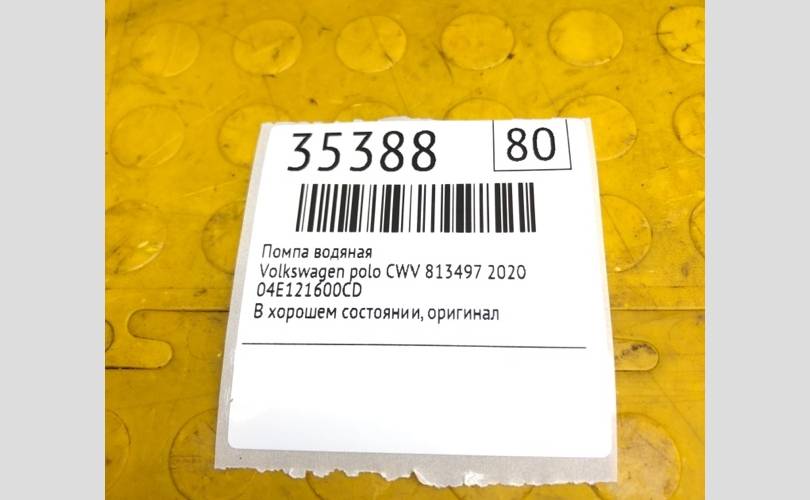 35388 80
Помпа водяная
Volkswagen polo CWV 813497 2020
04E121600CD
В хорошем состоянии, оригинал